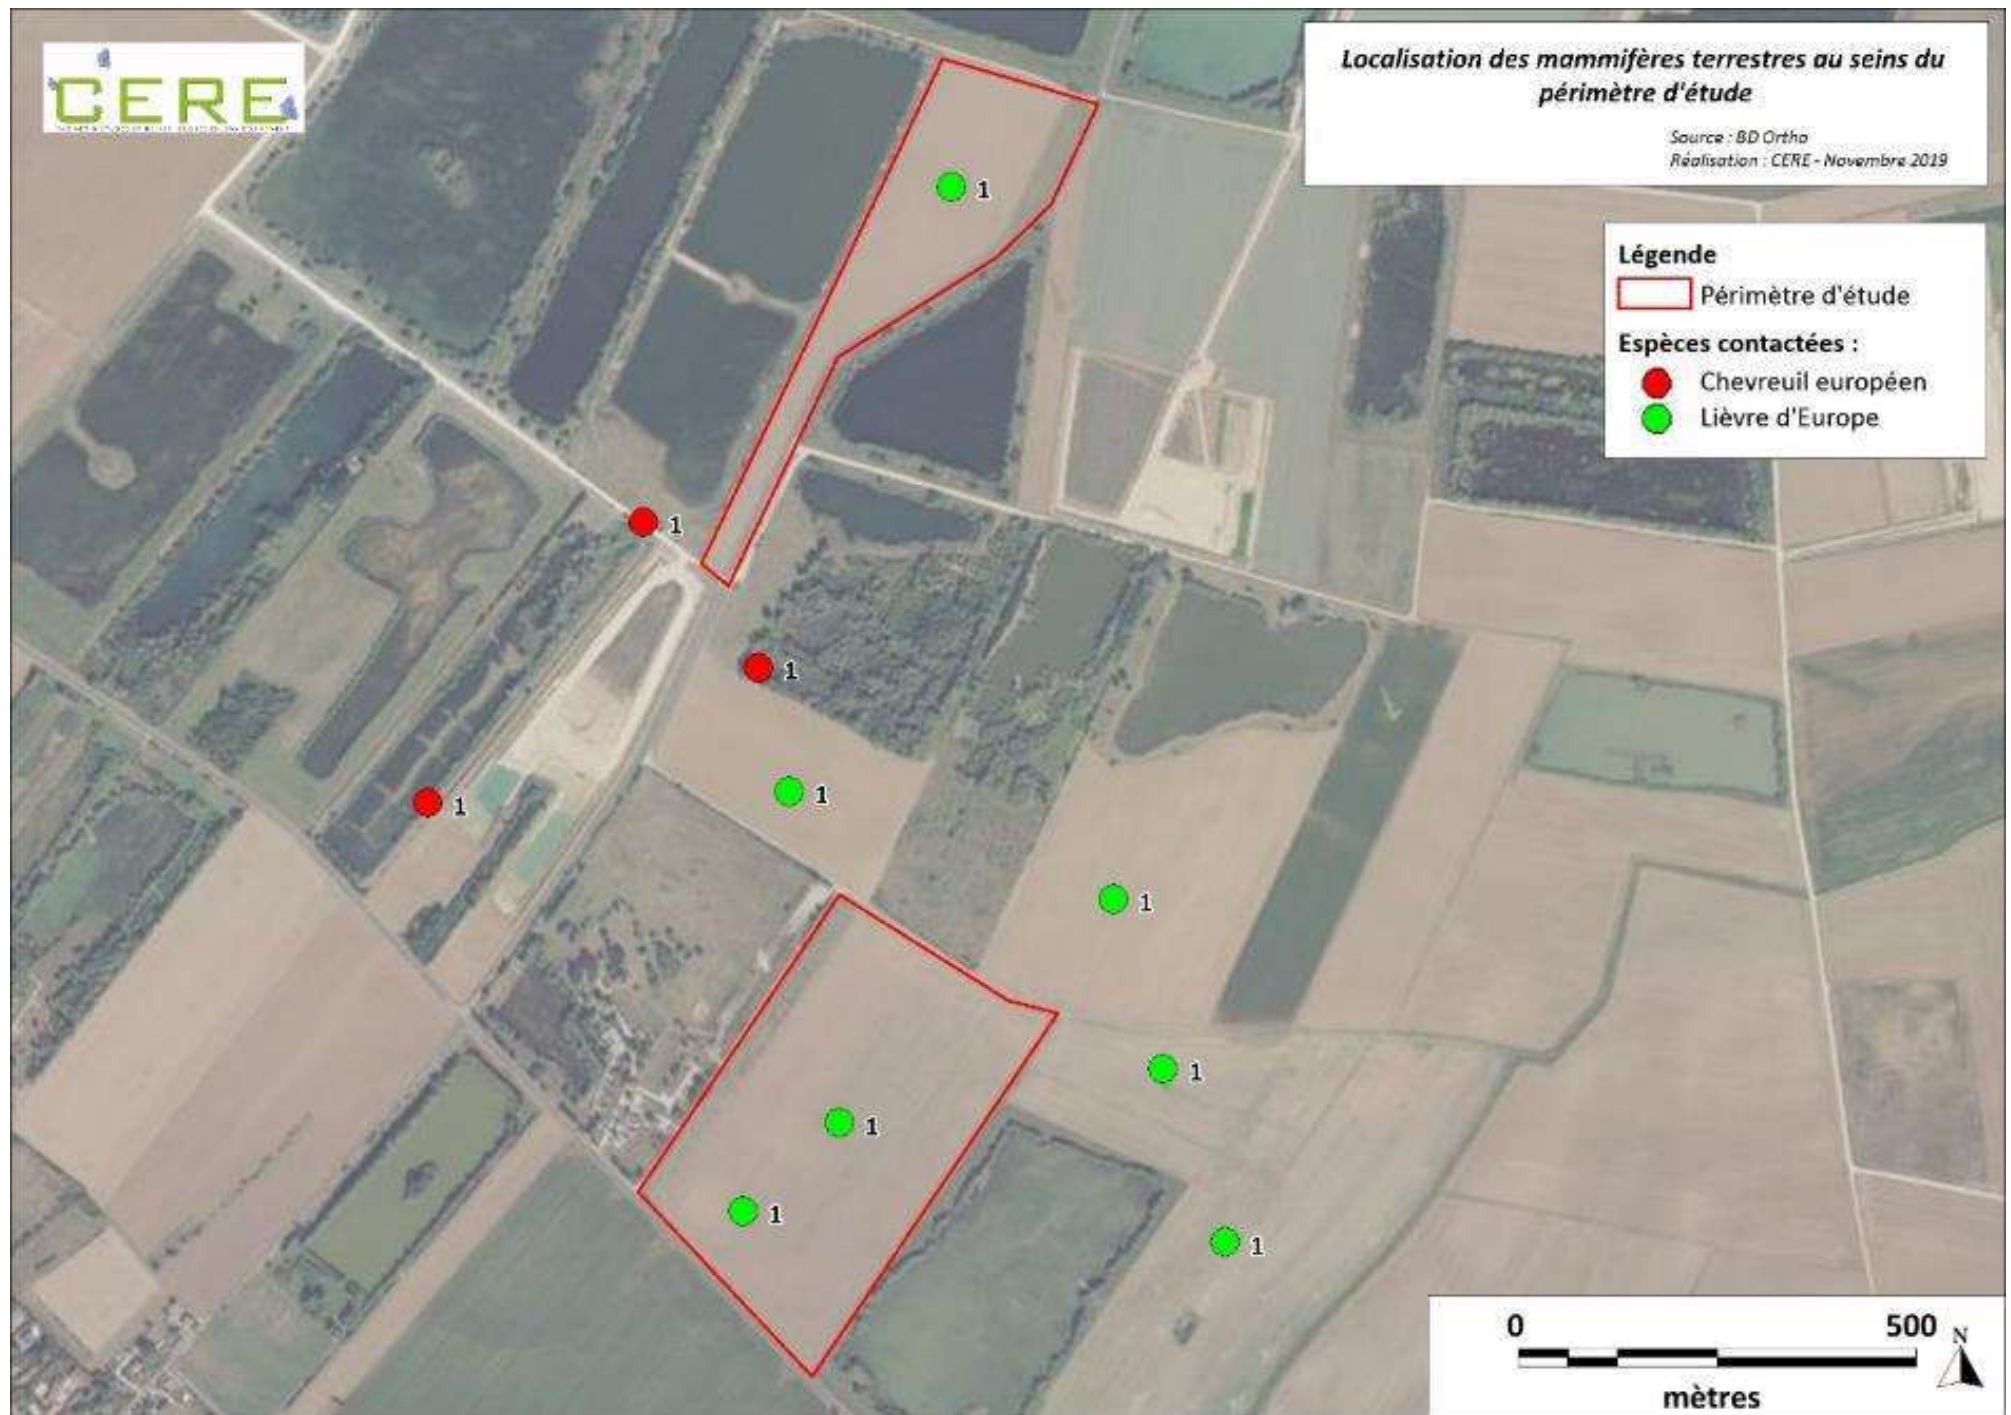 CERE
Localisation des mammifères terrestres au seins du
périmètre d'étude
Source : BD Ortho
Réalisation : CERE - Novembre 2019
Légende
Périmètre d'étude
Espèces contactées :
Chevreuil européen
Lièvre d'Europe
1
1
1
1
1
1
1
1
1
1
0 500
N
mètres